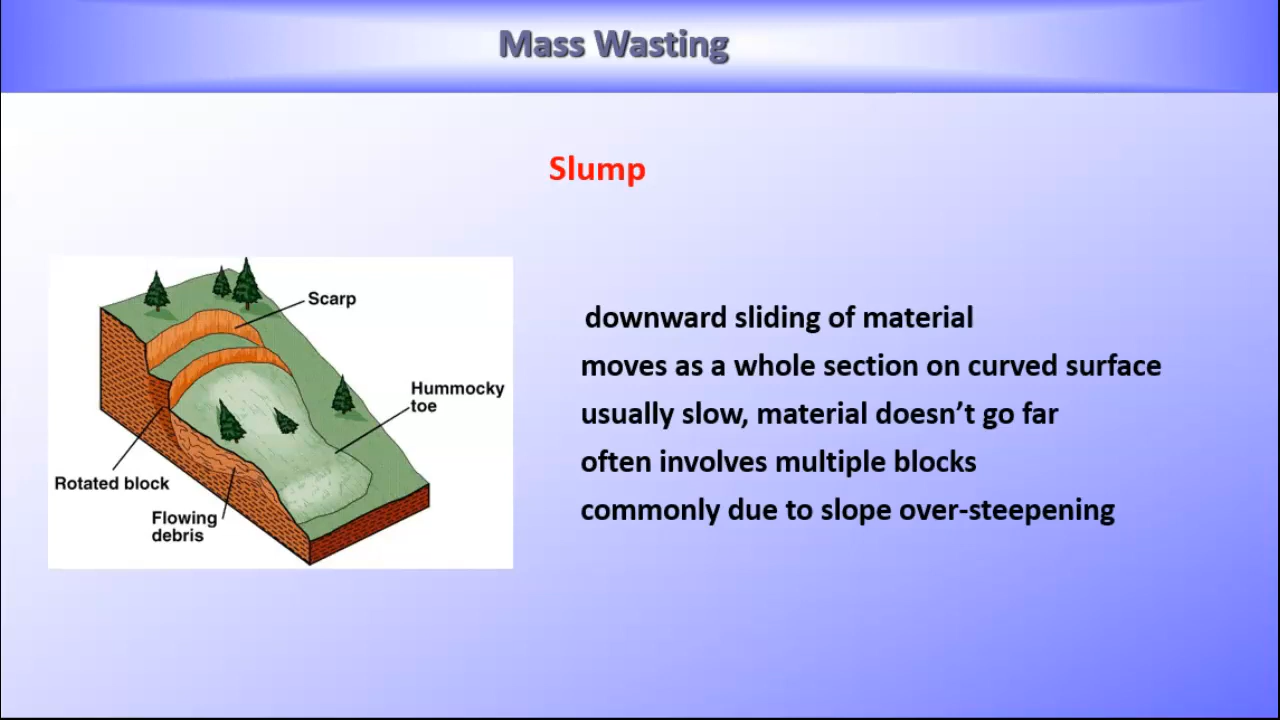 Mass Wasting
Slump
Scarp
Hummocky
toe
Rotated block
Flowing
debris
downward sliding of material
moves as a whole section on curved surface
usually slow, material doesn’t go far
often involves multiple blocks
commonly due to slope over-steepening